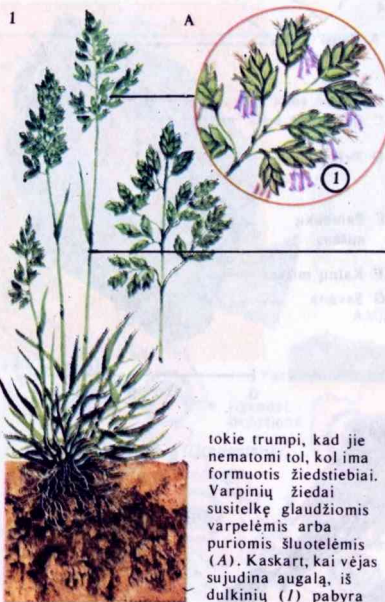 1
A
1
tokie trumpi, kad jie
nematomi tol, kol ima
formuotis žiedstiebiai.
Varpinių žiedai
susitelkę glaudžiomis
varpelėmis arba
puriomis šluotelėmis
(A). Kaskart, kai vėjas
sujudina augalą, iš
dulkinių (1) pabyra